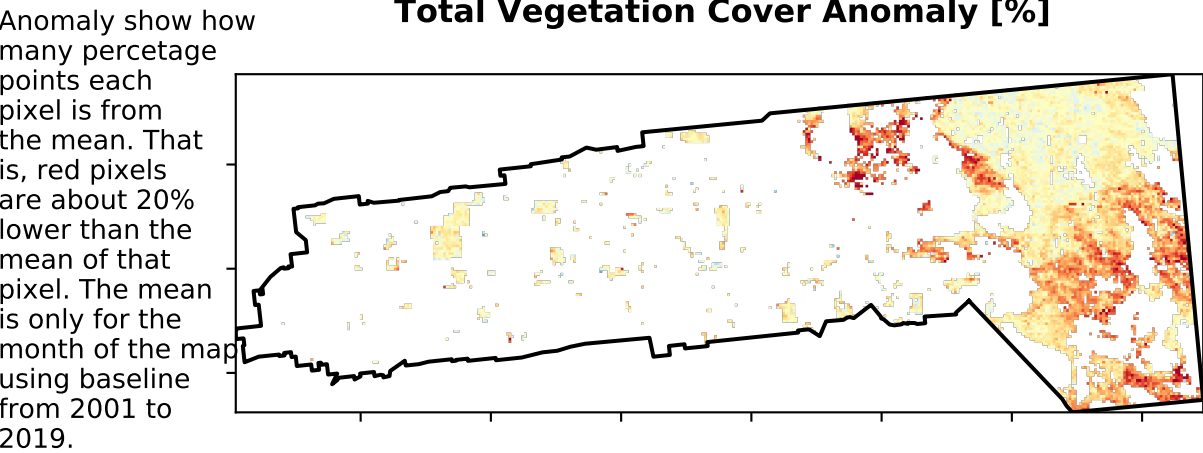 Total Vegetation Cover Anomaly [%]
Anomaly show how
many percetage
points each
pixel is from
the mean. That
is, red pixels
are about 20%
lower than the
mean of that
pixel. The mean
is only for the
month of the map
using baseline
from 2001 to
2019.